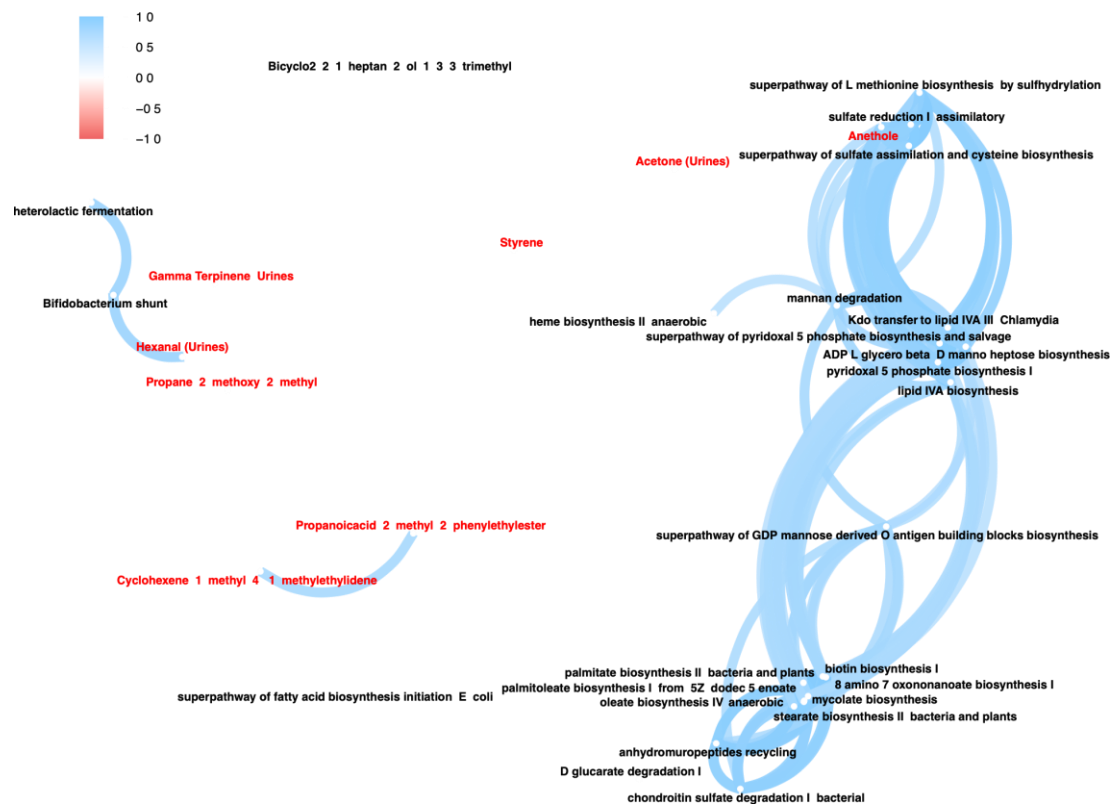 1 0
0 5
0 0
−0 5
−1 0
Bicyclo2 2 1 heptan 2 ol 1 3 3 trimethyl
superpathway of L methionine biosynthesis by sulfhydrylation
sulfate reduction I assimilatory
Anethole
Acetone (Urines)
superpathway of sulfate assimilation and cysteine biosynthesis
heterolactic fermentation
Styrene
Gamma Terpinene Urines
Bifidobacterium shunt
mannan degradation
heme biosynthesis II anaerobic
Kdo transfer to lipid IVA III Chlamydia
superpathway of pyridoxal 5 phosphate biosynthesis and salvage
Hexanal (Urines)
ADP L glycero beta D manno heptose biosynthesis
pyridoxal 5 phosphate biosynthesis I
Propane 2 methoxy 2 methyl
lipid IVA biosynthesis
Propanoicacid 2 methyl 2 phenylethylester
superpathway of GDP mannose derived O antigen building blocks biosynthesis
Cyclohexene 1 methyl 4 1 methylethylidene
palmitate biosynthesis II bacteria and plants
biotin biosynthesis I
palmitoleate biosynthesis I from 5Z dodec 5 enoate
8 amino 7 oxononanoate biosynthesis I
superpathway of fatty acid biosynthesis initiation E coli
oleate biosynthesis IV anaerobic
mycolate biosynthesis
stearate biosynthesis II bacteria and plants
anhydromuropeptides recycling
D glucarate degradation I
chondroitin sulfate degradation I bacterial